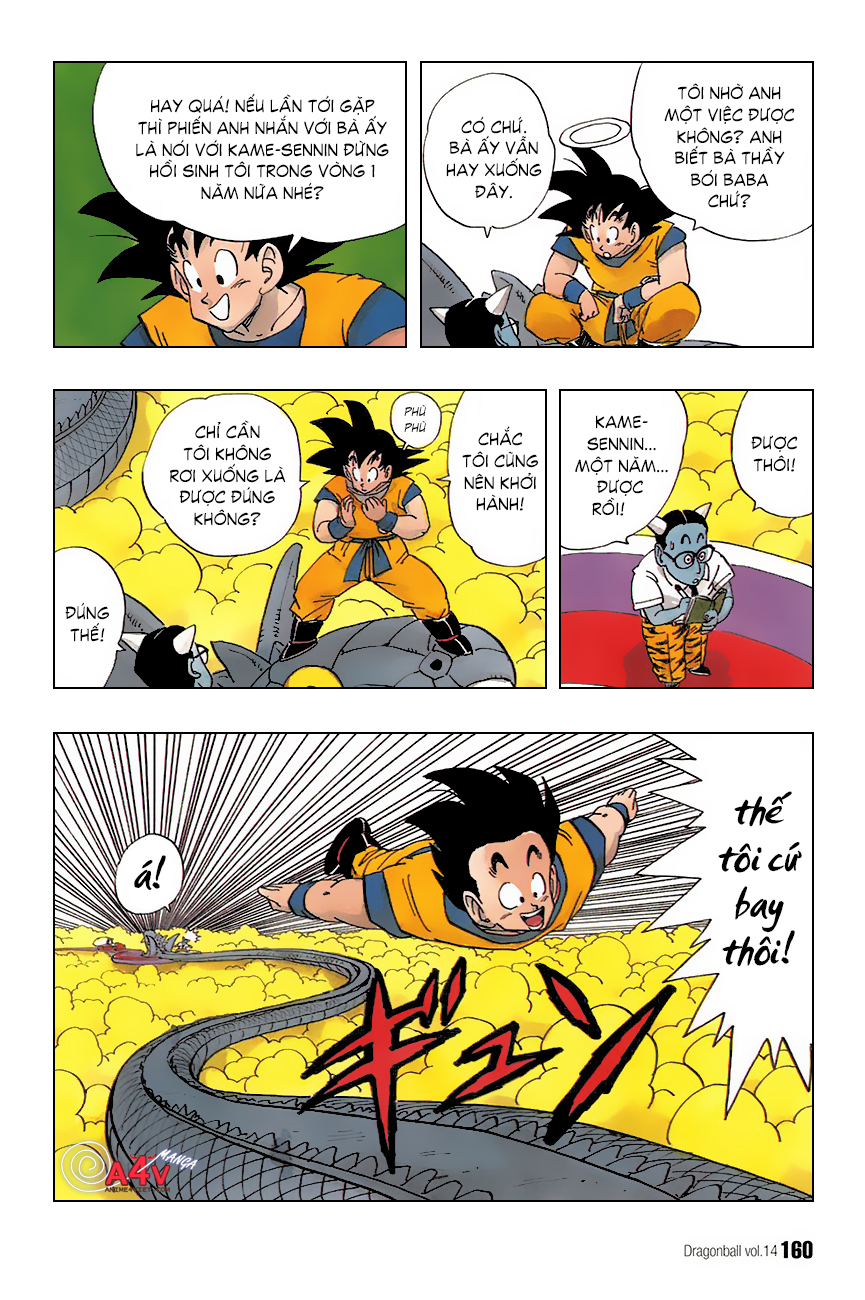 TÔI NHỜ ANH
MỘT VIỆC ĐƯỢC
KHÔNG? ANH
BIẾT BÀ THẦY
BÓI BABA
CHỨ?
CÓ CHỨ.
BÀ ẤY VẪN
HAY XUỐNG
ĐÂY.
HAY QUÁ! NẾU LẦN TỚI GẶP
THÌ PHIẾN ANH NHẮN VỚI BÀ ẤY
LÀ NÓI VỚI KAME-SENNIN ĐỪNG
HỒI SINH TÔI TRONG VÒNG 1
NĂM NỮA NHÉ?
ĐƯỢC
THÔI!
KAME-
SENNIN...
MỘT NĂM...
ĐƯỢC
RỒI!
CHẮC
TÔI CŨNG
NÊN KHỞI
HÀNH!
PHÙ
PHÙ
CHỈ CẦN
TÔI KHÔNG
RƠI XUỐNG LÀ
ĐƯỢC ĐÚNG
KHÔNG?
ĐÚNG
THẾ!
thế
tôi cứ
bay
thôi!
á!
ギュン
A4V MANGA
Dragonball vol.14 160